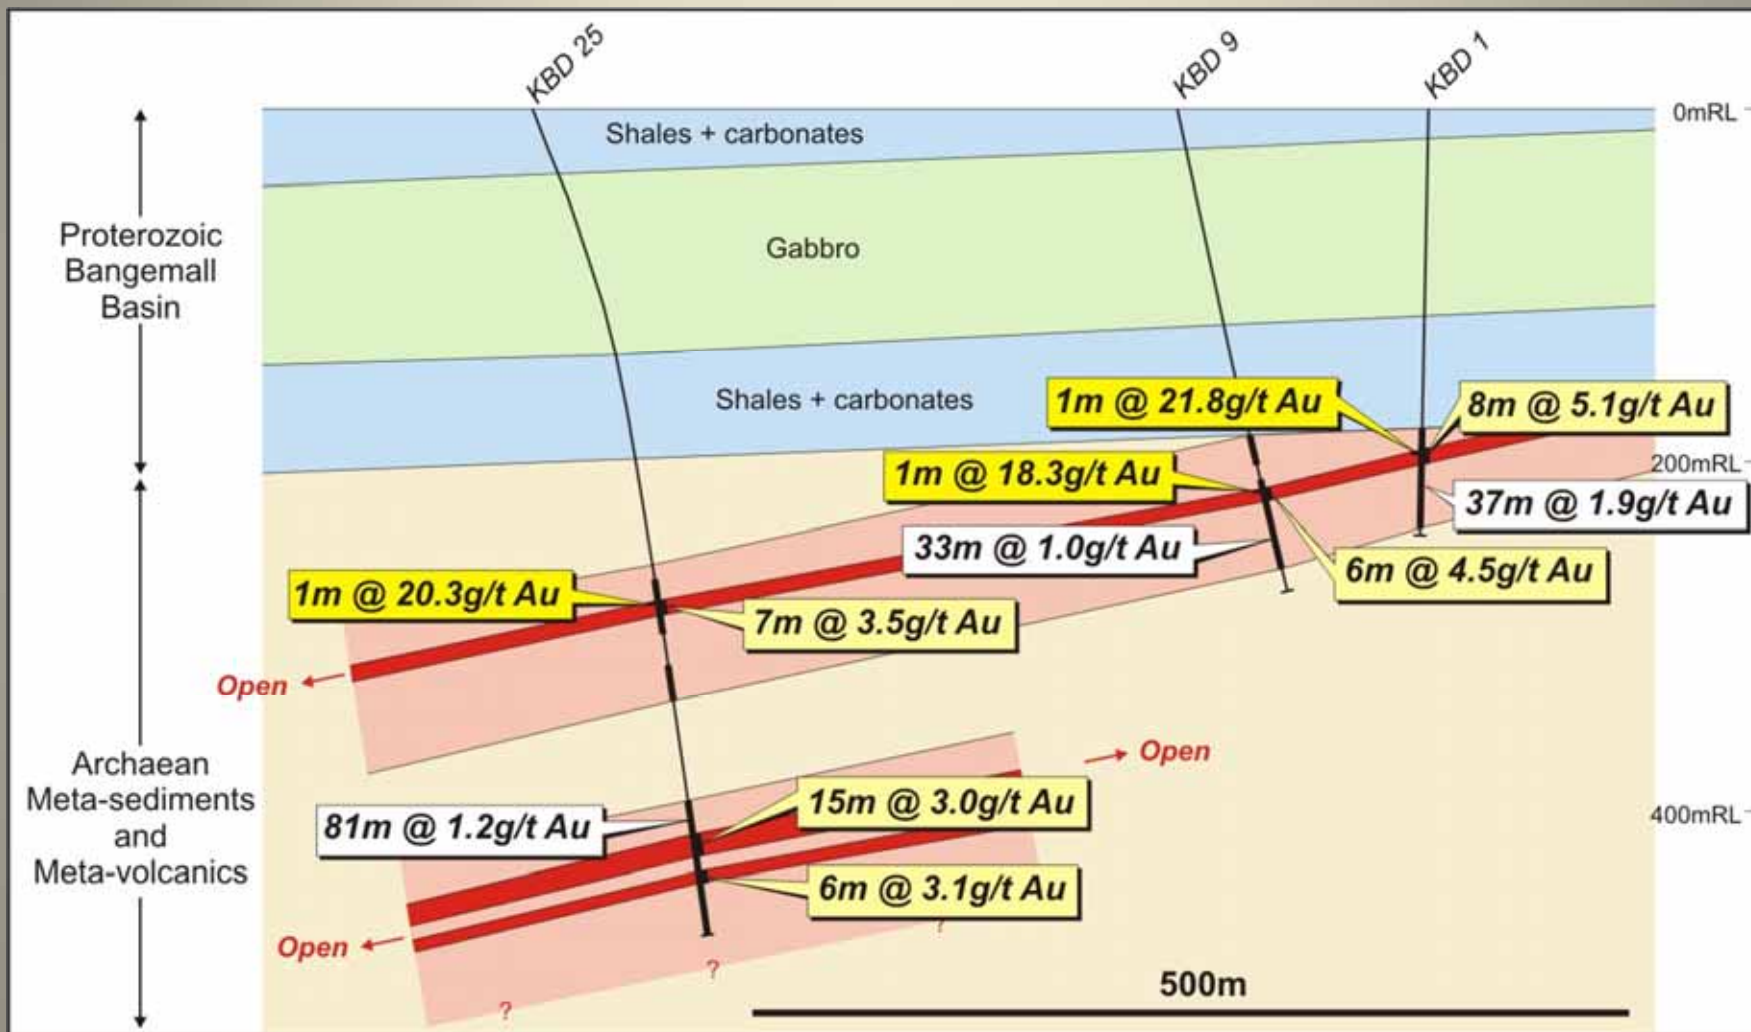 KBD 25
KBD 9
KBD 1
0mRL
Shales + carbonates
Proterozoic
Bangemall
Basin
Gabbro
Shales + carbonates
1m @ 21.8g/t Au
8m @ 5.1g/t Au
1m @ 18.3g/t Au
200mRL
37m @ 1.9g/t Au
33m @ 1.0g/t Au
6m @ 4.5g/t Au
1m @ 20.3g/t Au
7m @ 3.5g/t Au
Open
Open
Archaean
Meta-sediments
and
Meta-volcanics
15m @ 3.0g/t Au
400mRL
81m @ 1.2g/t Au
6m @ 3.1g/t Au
Open
?
?
?
500m